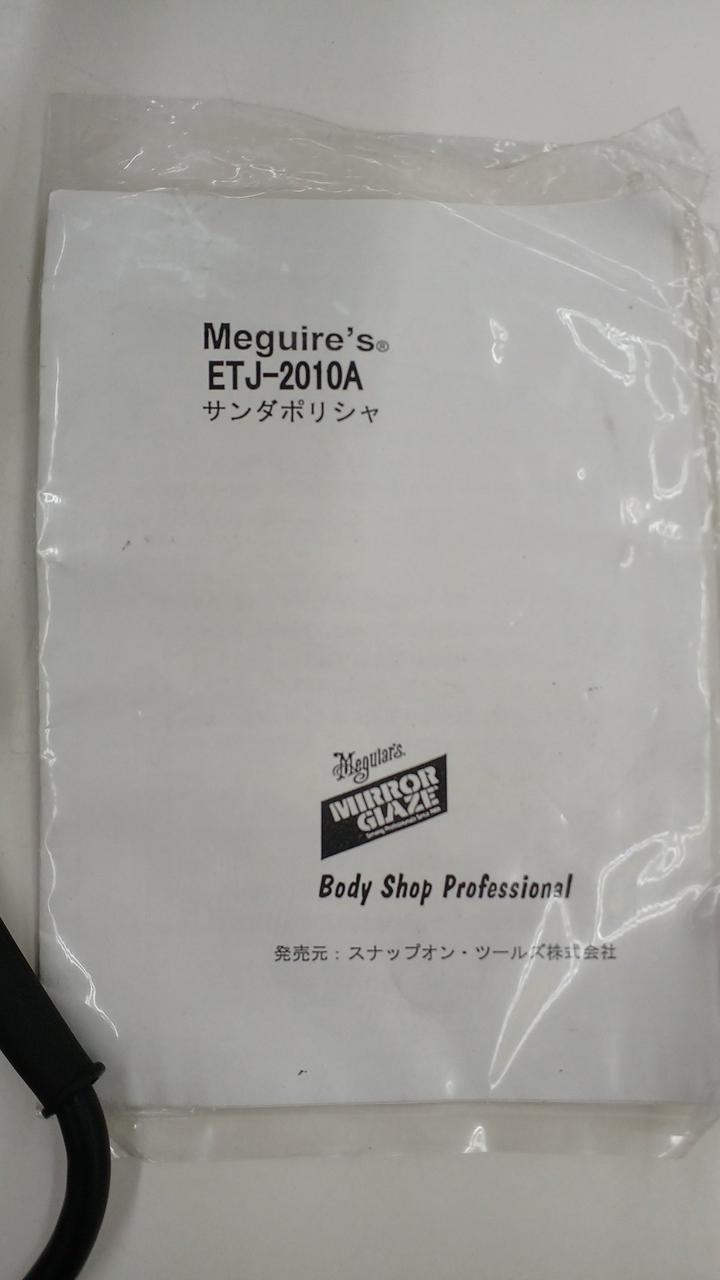 Meguire's®
ETJ-2010A
サンダポリシャ
Meguiar's
MIRROR
GLAZE
Body Shop Professional
発売元：スナップオン・ツールズ株式会社